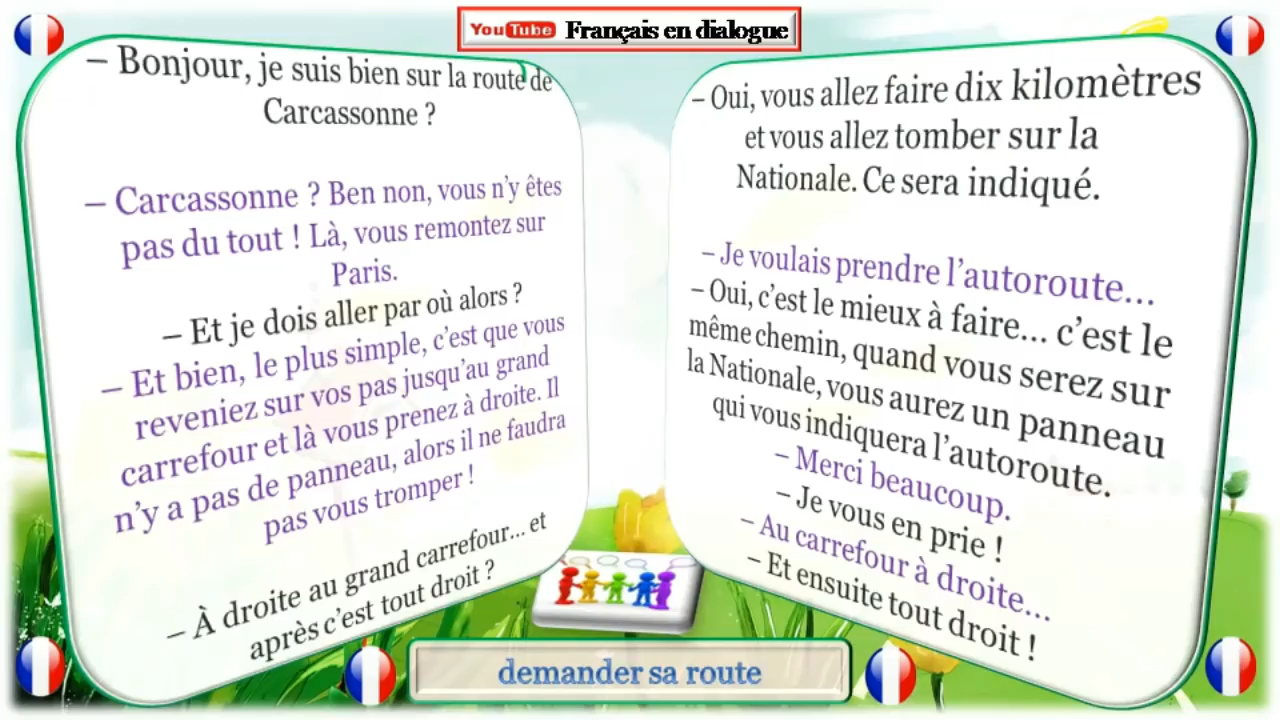 YouTube Français en dialogue
– Bonjour, je suis bien sur la route de
Carcassonne ?
– Carcassonne ? Ben non, vous n’y êtes
pas du tout ! Là, vous remontez sur
Paris.
– Et je dois aller par où alors ?
– Et bien, le plus simple, c’est que vous
reveniez sur vos pas jusqu’au grand
carrefour et là vous prenez à droite. Il
n’y a pas de panneau, alors il ne faudra
pas vous tromper !
– À droite au grand carrefour... et
après c’est tout droit ?
– Oui, vous allez faire dix kilomètres
et vous allez tomber sur la
Nationale. Ce sera indiqué.
– Je voulais prendre l’autoroute...
– Oui, c’est le mieux à faire... c’est le
même chemin, quand vous serez sur
la Nationale, vous aurez un panneau
qui vous indiquera l’autoroute.
– Merci beaucoup.
– Je vous en prie !
– Au carrefour à droite...
– Et ensuite tout droit !
demander sa route